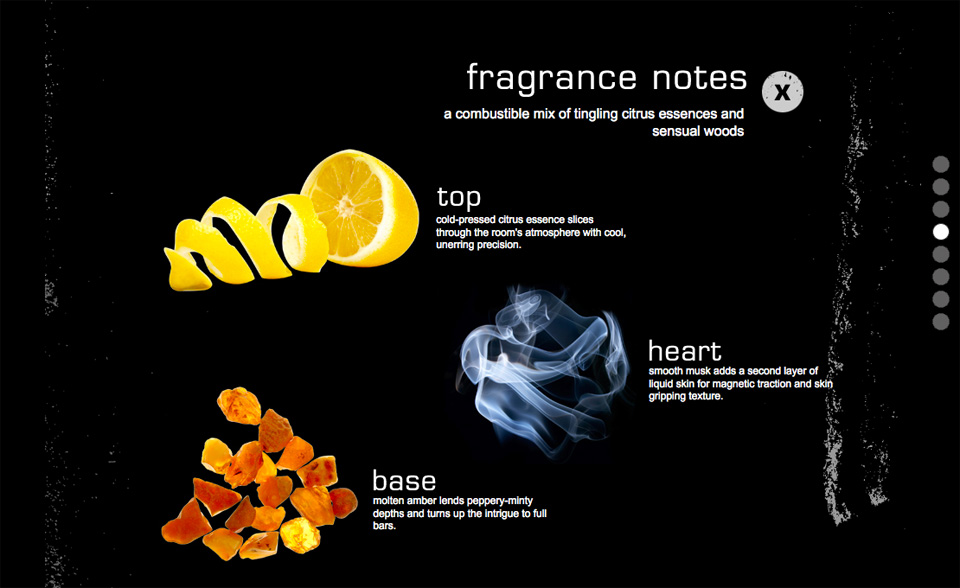 fragrance notes
X
a combustible mix of tingling citrus essences and
sensual woods
top
cold-pressed citrus essence slices
through the room's atmosphere with cool,
unerring precision.
heart
smooth musk adds a second layer of
liquid skin for magnetic traction and skin
gripping texture.
base
molten amber lends peppery-minty
depths and turns up the intrigue to full
bars.